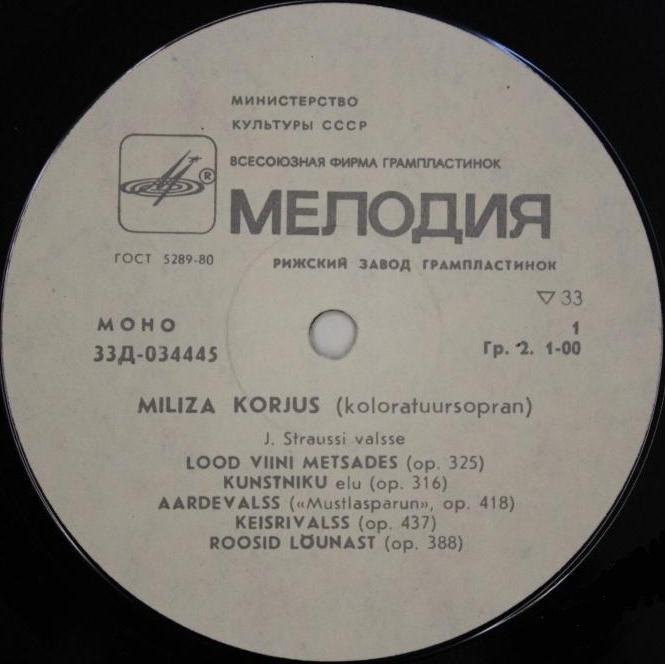 МИНИСТЕРСТВО
КУЛЬТУРЫ СССР
ВСЕСОЮЗНАЯ ФИРМА ГРАМПЛАСТИНОК
®
МЕЛОДИЯ
ГОСТ 5289-80
РИЖСКИЙ ЗАВОД ГРАМПЛАСТИНОК
▽ 33
МОНО
1
33Д-034445
Гр. 2. 1-00
MILIZA KORJUS (koloratuursopran)
J. Straussi valsse
LOOD VIINI METSADES (op. 325)
KUNSTNIKU elu (op. 316)
AARDEVALSS («Mustlasparun», op. 418)
KEISRIVALSS (op. 437)
ROOSID LÕUNAST (op. 388)